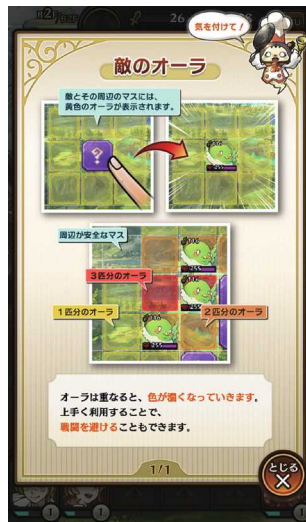 気を付けて！
敵のオーラ
敵とその周辺のマスには、
黄色のオーラが表示されます。
?
周辺が安全なマス
3匹分のオーラ
1匹分のオーラ
2匹分のオーラ
オーラは重なると、色が濃くなっていきます。
上手く利用することで、
戦闘を避けることもできます。
1/1
とじる